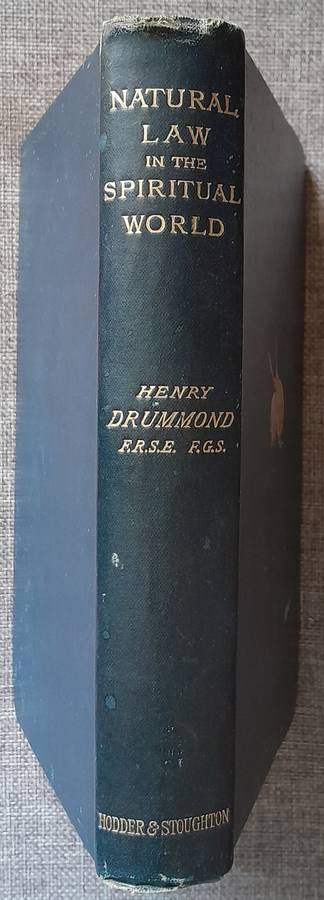 NATURAL
LAW
IN THE
SPIRITUAL
WORLD
HENRY
DRUMMOND
F.R.S.E. F.G.S.
HODDER & STOUGHTON